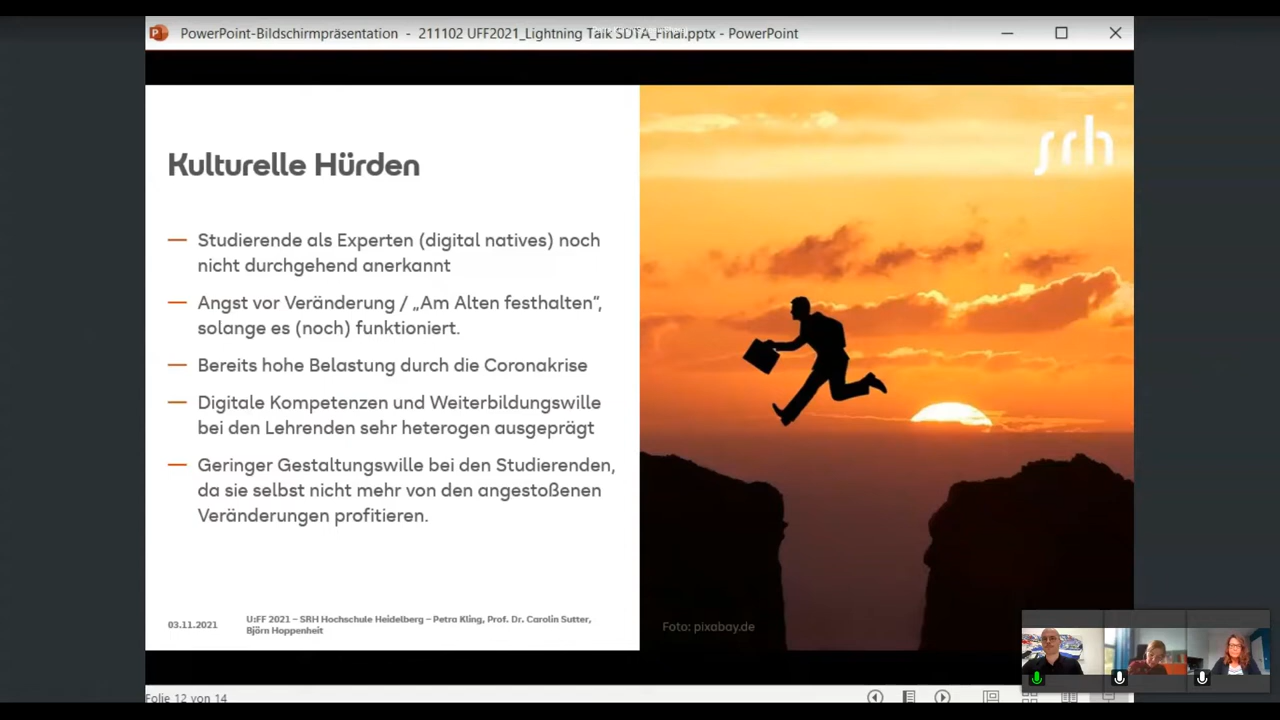 PowerPoint-Bildschirmpräsentation - 211102 UFF2021_Lightning Talk SDTA_Final.pptx - PowerPoint
srh
Kulturelle Hürden
— Studierende als Experten (digital natives) noch
nicht durchgehend anerkannt
— Angst vor Veränderung / „Am Alten festhalten“,
solange es (noch) funktioniert.
— Bereits hohe Belastung durch die Coronakrise
— Digitale Kompetenzen und Weiterbildungswille
bei den Lehrenden sehr heterogen ausgeprägt
— Geringer Gestaltungswille bei den Studierenden,
da sie selbst nicht mehr von den angestoßenen
Veränderungen profitieren.
03.11.2021
U:FF 2021 – SRH Hochschule Heidelberg – Petra Kling, Prof. Dr. Carolin Sutter,
Björn Hoppenheit
Foto: pixabay.de
Folie 12 von 14